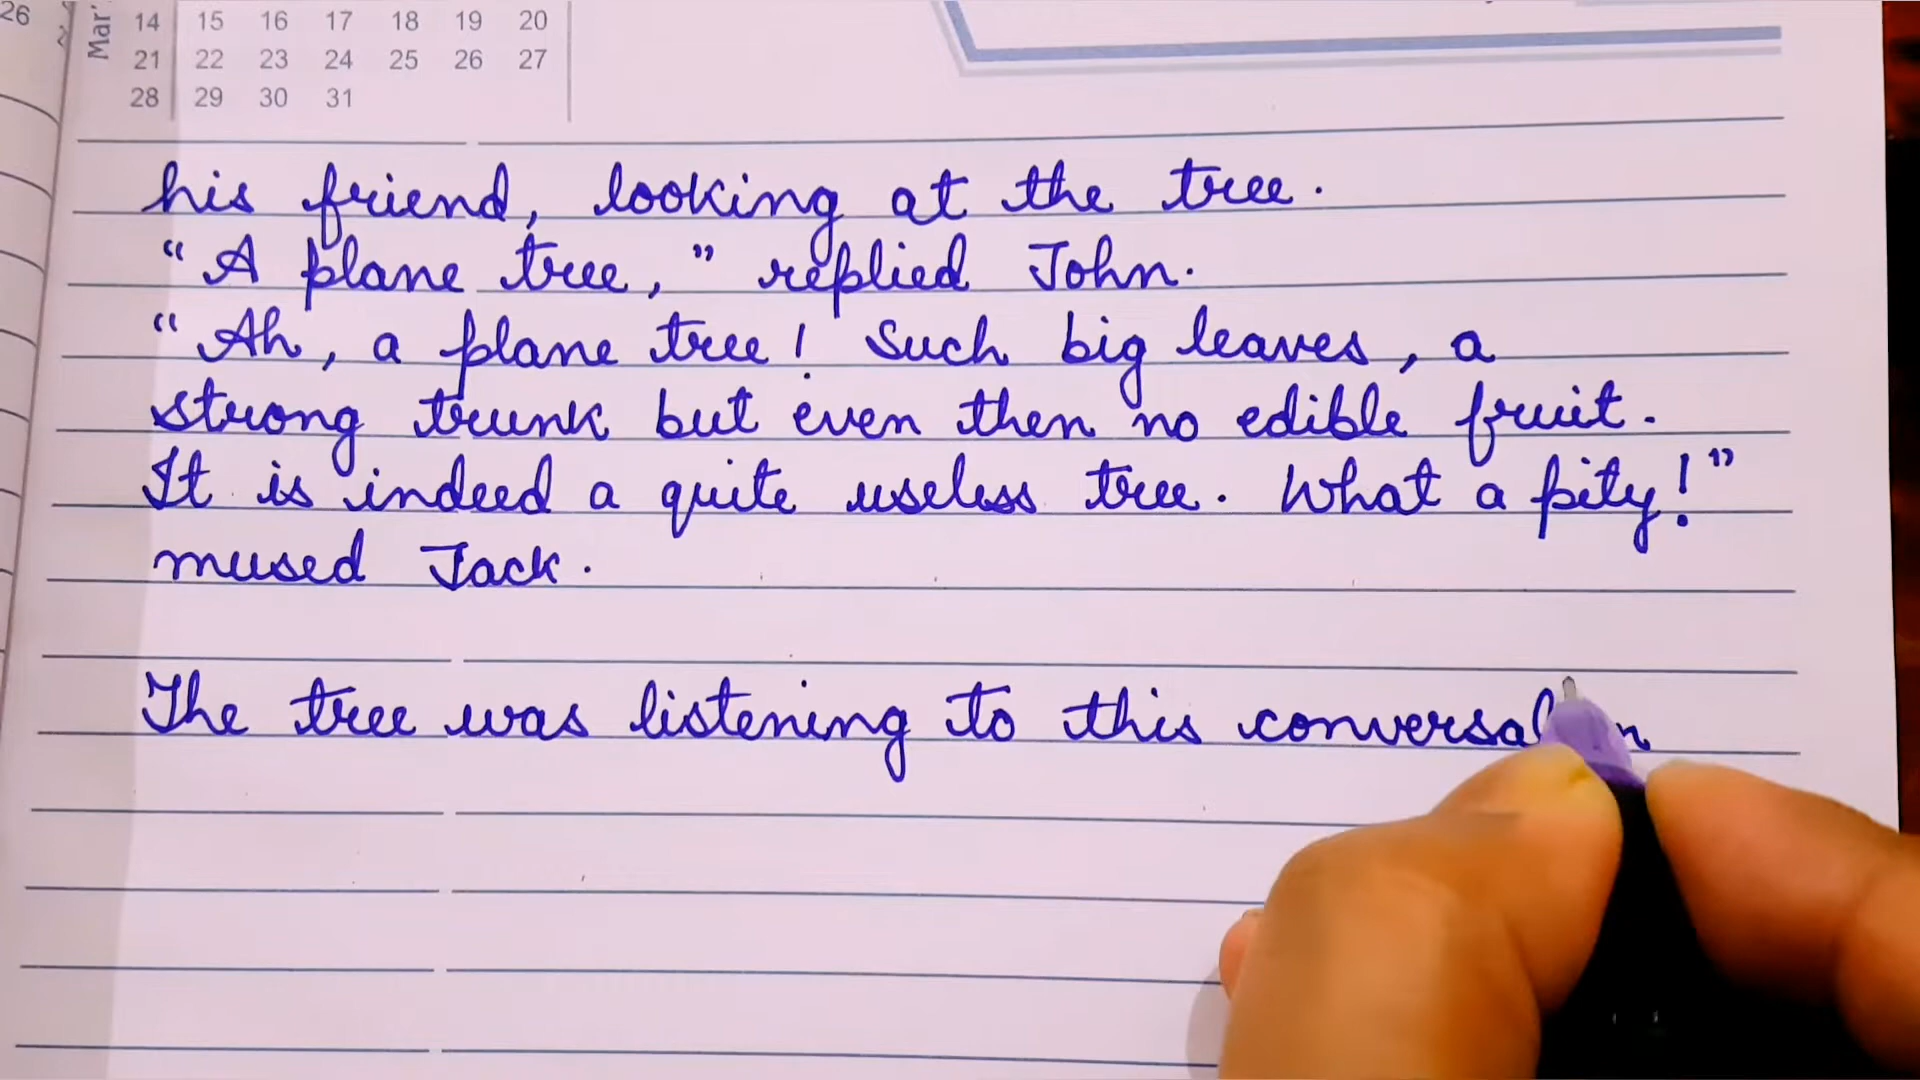 26
Mar'
14 15 16 17 18 19 20
21 22 23 24 25 26 27
28 29 30 31
his friend, looking at the tree.
“A plane tree,” replied John.
“Ah, a plane tree! Such big leaves, a
strong trunk but even then no edible fruit.
It is indeed a quite useless tree. What a pity!”
mused Jack.
The tree was listening to this